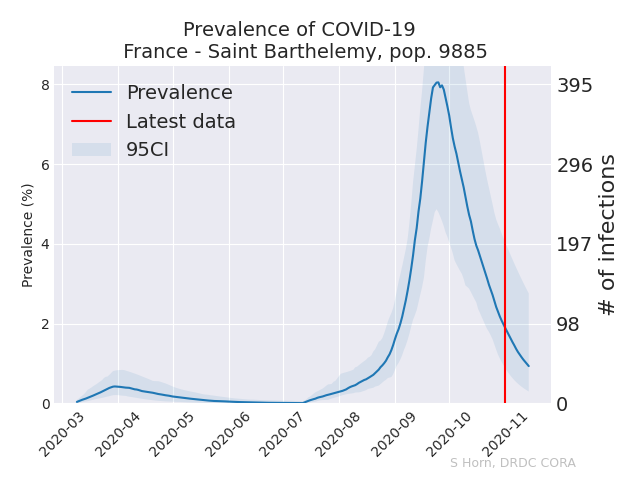 Prevalence of COVID-19
France - Saint Barthelemy, pop. 9885
Prevalence
Latest data
95CI
Prevalence (%)
8
6
4
2
0
395
296
197
98
0
# of infections
2020-03
2020-04
2020-05
2020-06
2020-07
2020-08
2020-09
2020-10
2020-11
S Horn, DRDC CORA